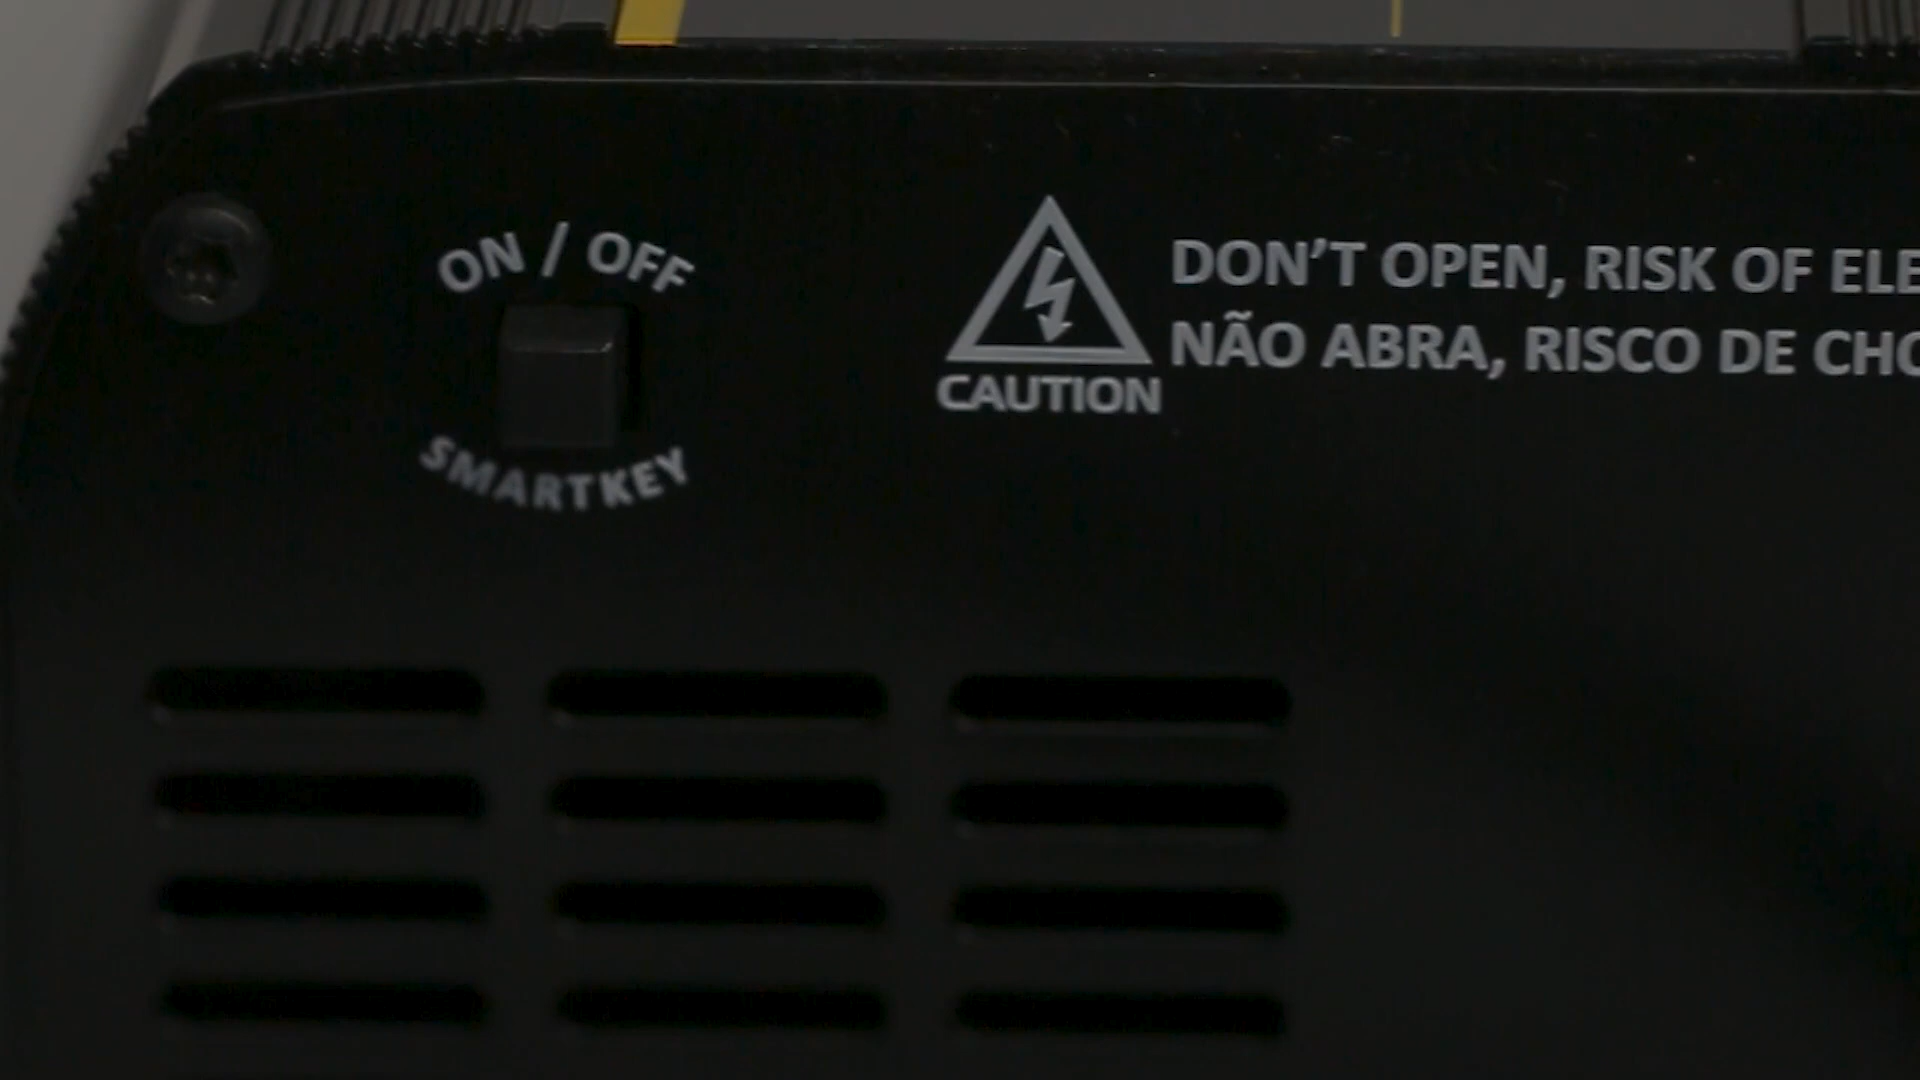 ON / OFF
SMARTKEY
CAUTION
DON'T OPEN, RISK OF
NÃO ABRA, RISCO DE